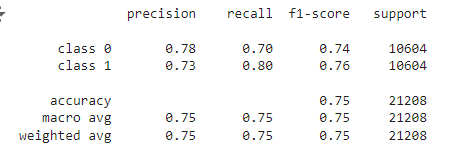 precision recall f1-score support
class 0 0.78 0.70 0.74 10604
class 1 0.73 0.80 0.76 10604
accuracy 0.75 21208
macro avg 0.75 0.75 0.75 21208
weighted avg 0.75 0.75 0.75 21208